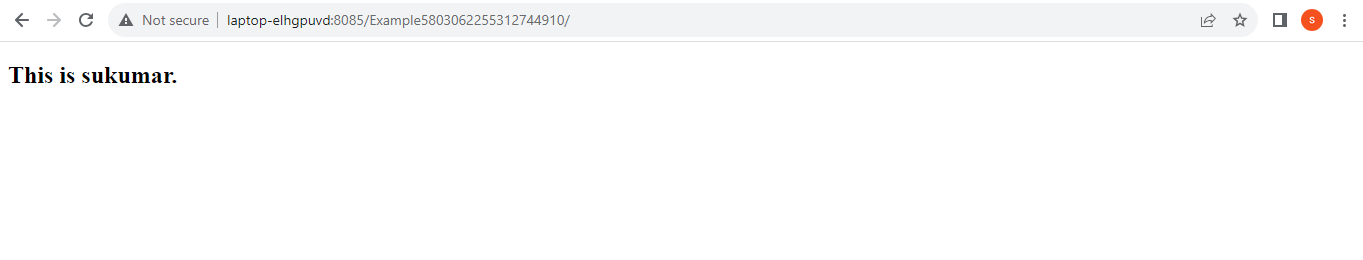 Not secure laptop-elhgpuvd:8085/Example5803062255312744910/ s
This is sukumar.